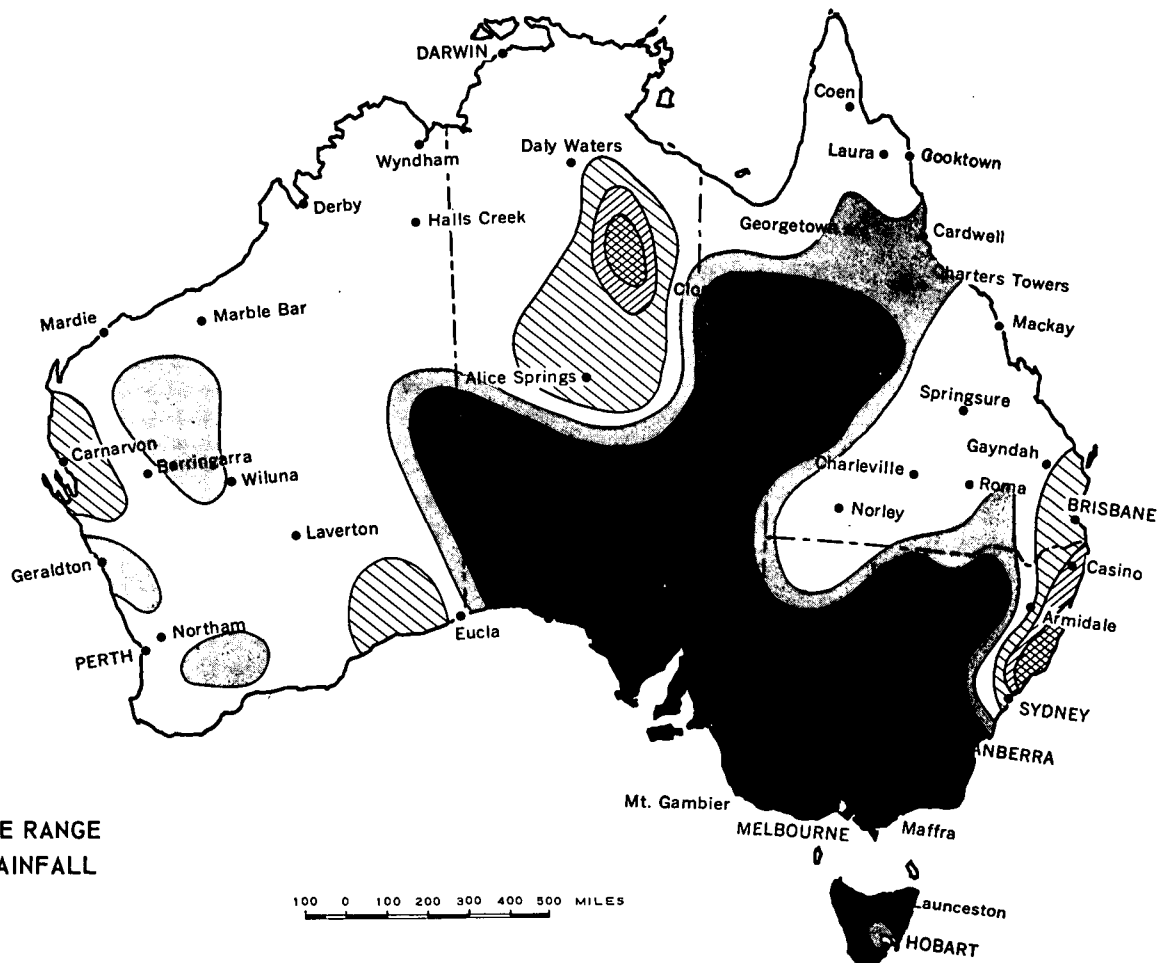 DARWIN
Coen
Wyndham
Daly Waters
Laura
Cooktown
Derby
Halls Creek
Georgetown
Cardwell
Charters Towers
Clo
Mardie
Marble Bar
Mackay
Alice Springs
Springsure
Carnarvon
Berringarra
Wiluna
Charleville
Gayndah
Roma
Norley
BRISBANE
Laverton
Geraldton
Casino
Northam
Eucla
Armidale
PERTH
SYDNEY
ANBERRA
Mt. Gambier
MELBOURNE
Maffra
E RANGE
AINFALL
100 0 100 200 300 400 500 MILES
Launceston
HOBART